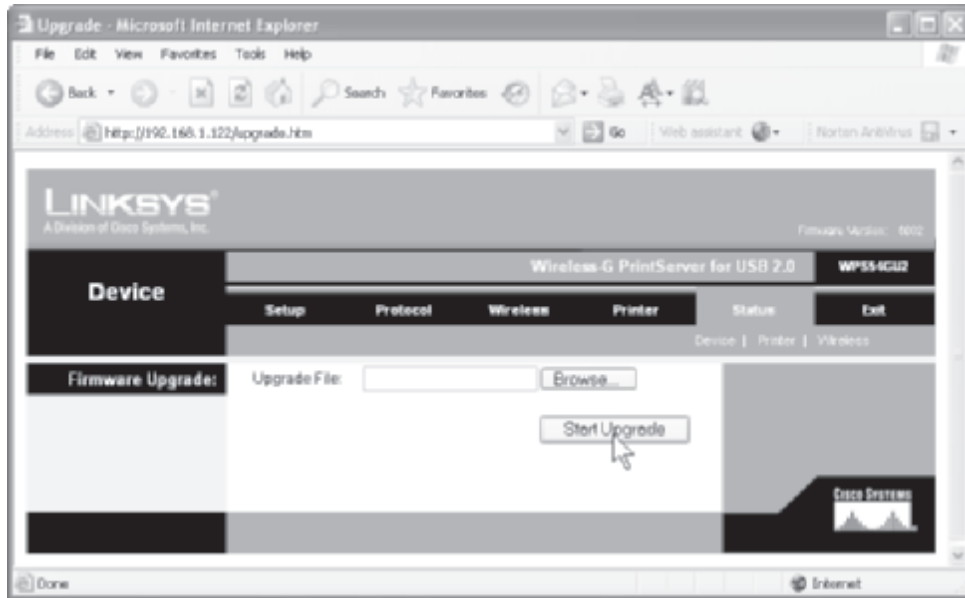 Upgrade - Microsoft Internet Explorer
File Edit View Favorites Tools Help
Back Search Favorites
Address http://192.168.1.122/upgrade.htm Go Web assistant Norton AntiVirus
LINKSYS®
A Division of Cisco Systems, Inc.
Firmware Version: 6002
Wireless-G PrintServer for USB 2.0 WPS54GU2
Device
Setup Protocol Wireless Printer Status Exit
Device | Printer | Wireless
Firmware Upgrade: Upgrade File: Browse...
Start Upgrade
CISCO SYSTEMS
Done Internet